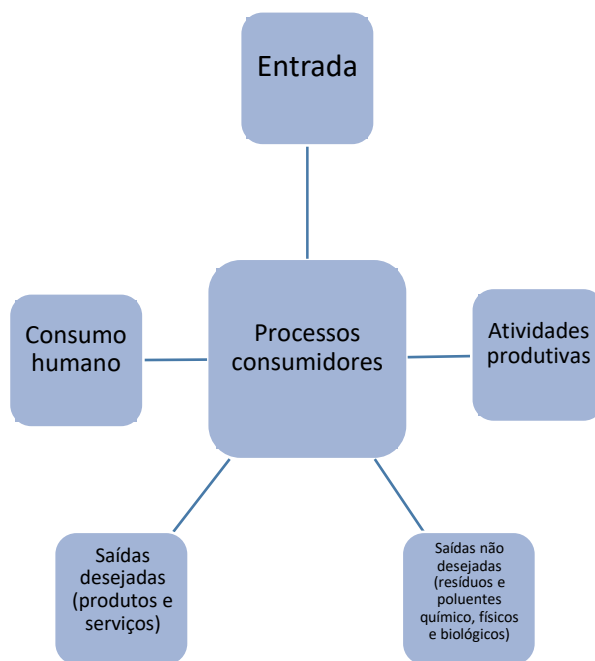 Entrada
Consumo
humano
Processos
consumidores
Atividades
produtivas
Saídas
desejadas
(produtos e
serviços)
Saídas não
desejadas
(resíduos e
poluentes
químico, físicos
e biológicos)